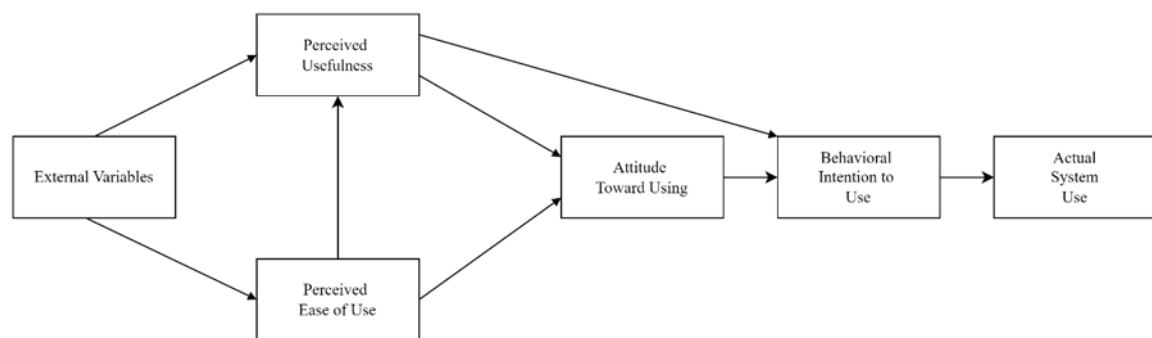 Perceived
Usefulness
External Variables
Perceived
Ease of Use
Attitude
Toward Using
Behavioral
Intention to
Use
Actual
System
Use